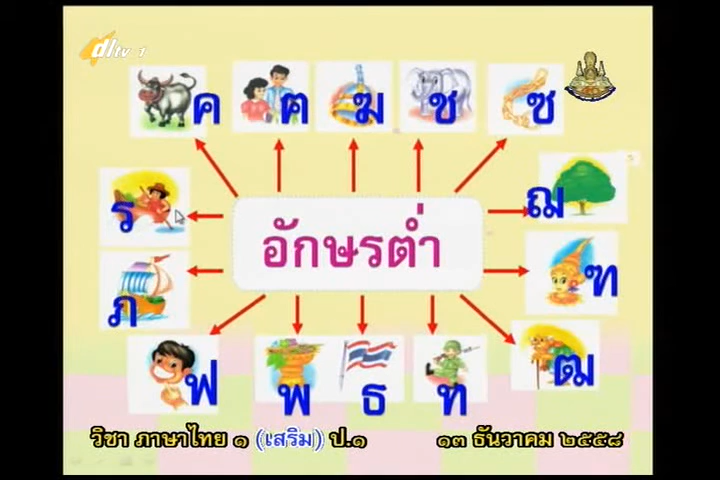 dltv 1
ค ฅ ฆ ช ซ
ร ฌ
อักษรต่ำ
ภ ฑ
ฟ พ ธ ท ฒ
วิชา ภาษาไทย ๑ (เสริม) ป.๑ ๑๓ ธันวาคม ๒๕๕๘